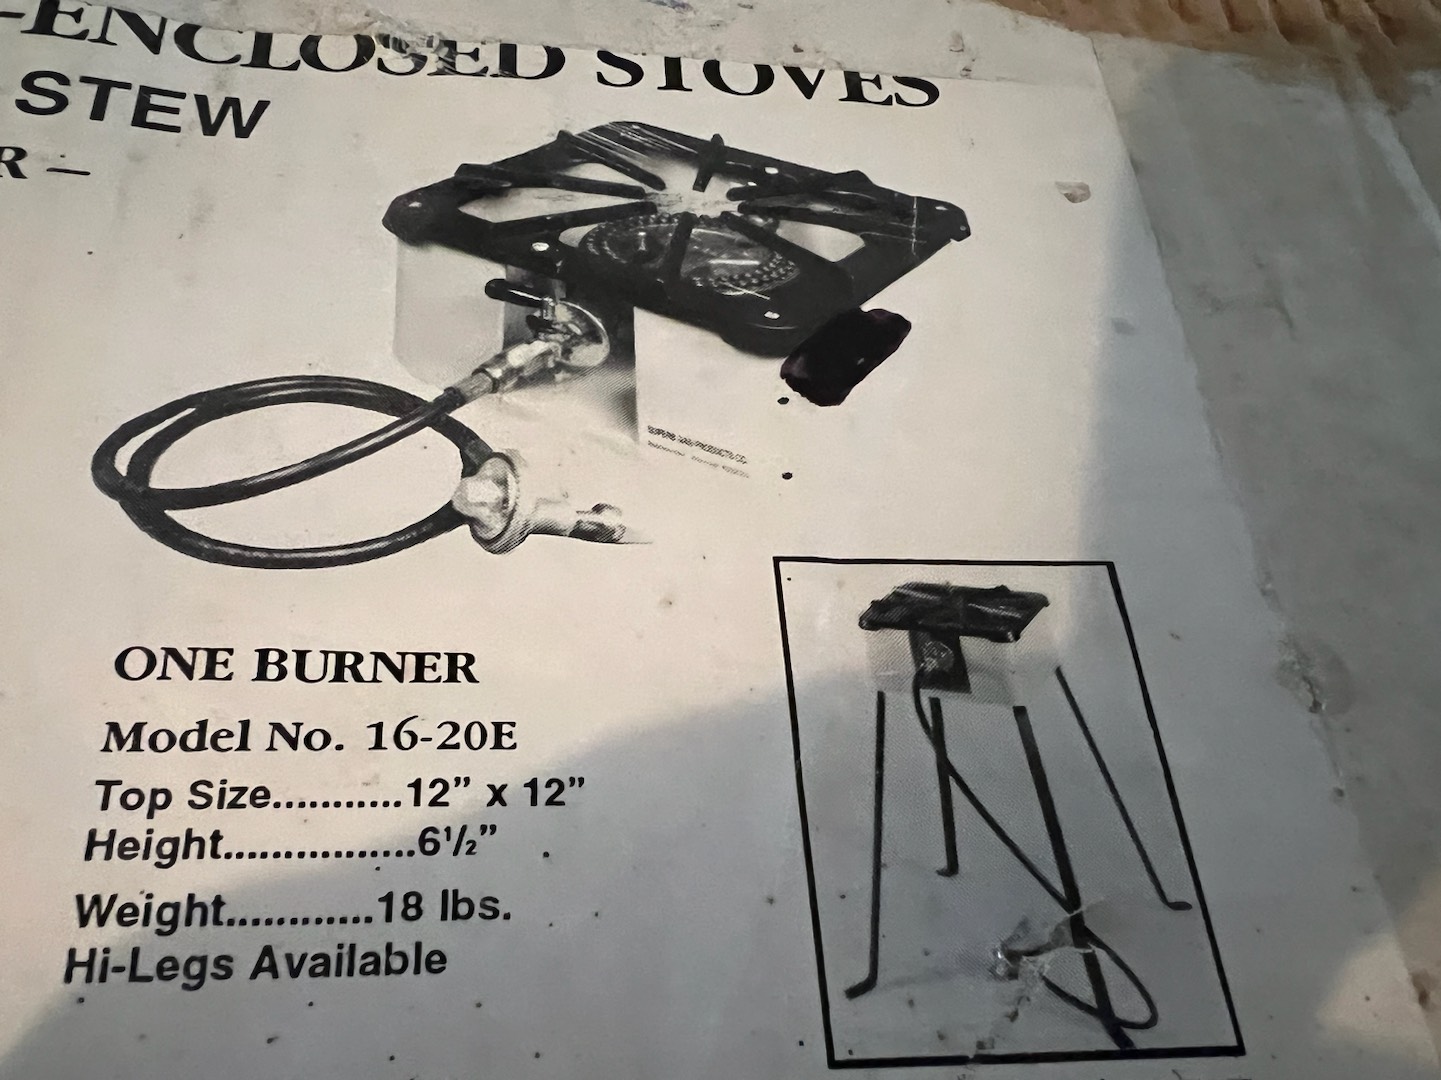 -ENCLOSED STOVES
STEW
R –
ONE BURNER
Model No. 16-20E
Top Size...........12” x 12”
Height................6½”
Weight............18 lbs.
Hi-Legs Available